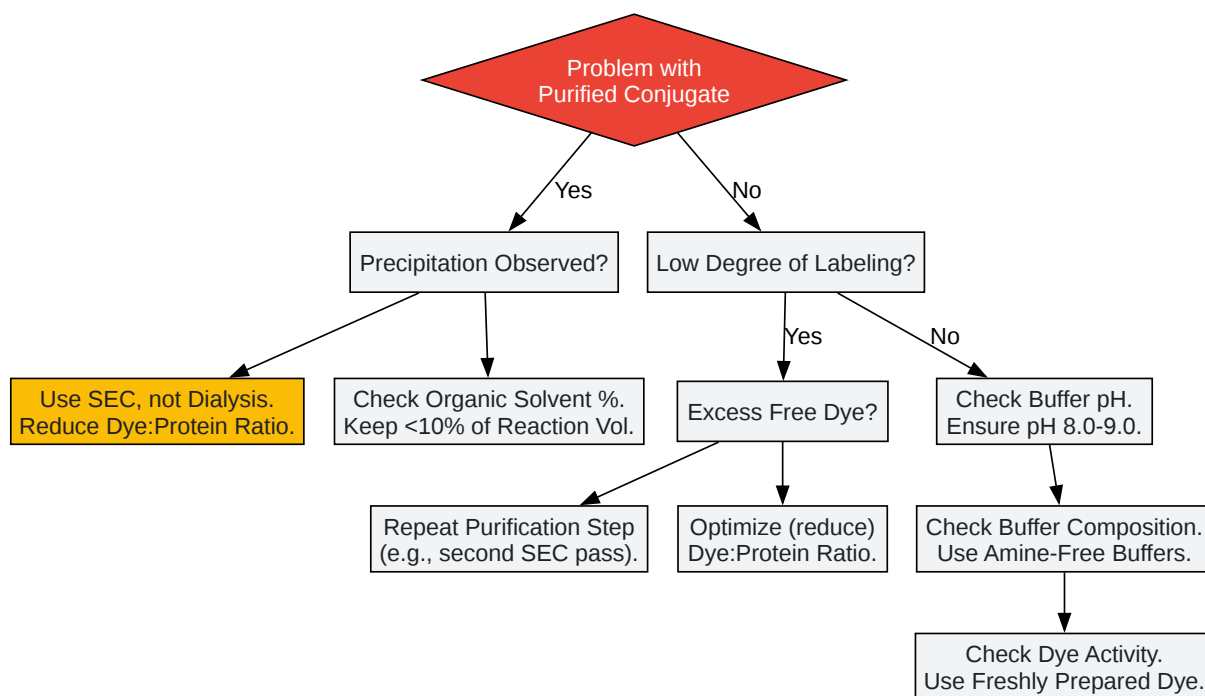 Problem with
Purified Conjugate
Yes
No
Precipitation Observed?
Low Degree of Labeling?
Yes
No
Use SEC, not Dialysis.
Reduce Dye:Protein Ratio.
Check Organic Solvent %.
Keep <10% of Reaction Vol.
Excess Free Dye?
Check Buffer pH.
Ensure pH 8.0-9.0.
Repeat Purification Step
(e.g., second SEC pass).
Optimize (reduce)
Dye:Protein Ratio.
Check Buffer Composition.
Use Amine-Free Buffers.
Check Dye Activity.
Use Freshly Prepared Dye.